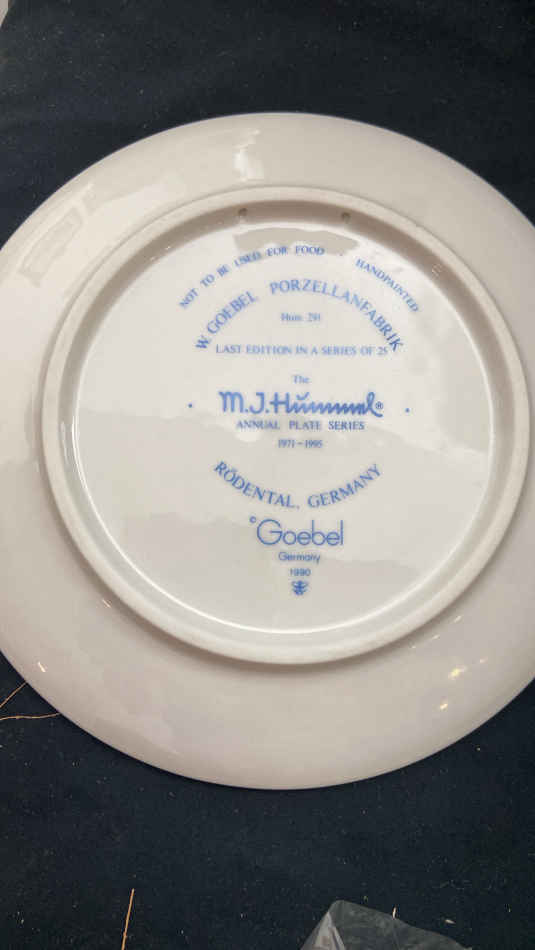 NOT TO BE USED FOR FOOD HANDPAINTED
W. GOEBEL PORZELLANFABRIK
Hum 291
LAST EDITION IN A SERIES OF 25
The
M.J.Hummel®
ANNUAL PLATE SERIES
1971-1995
RÖDENTAL, GERMANY
©Goebel
Germany
1990